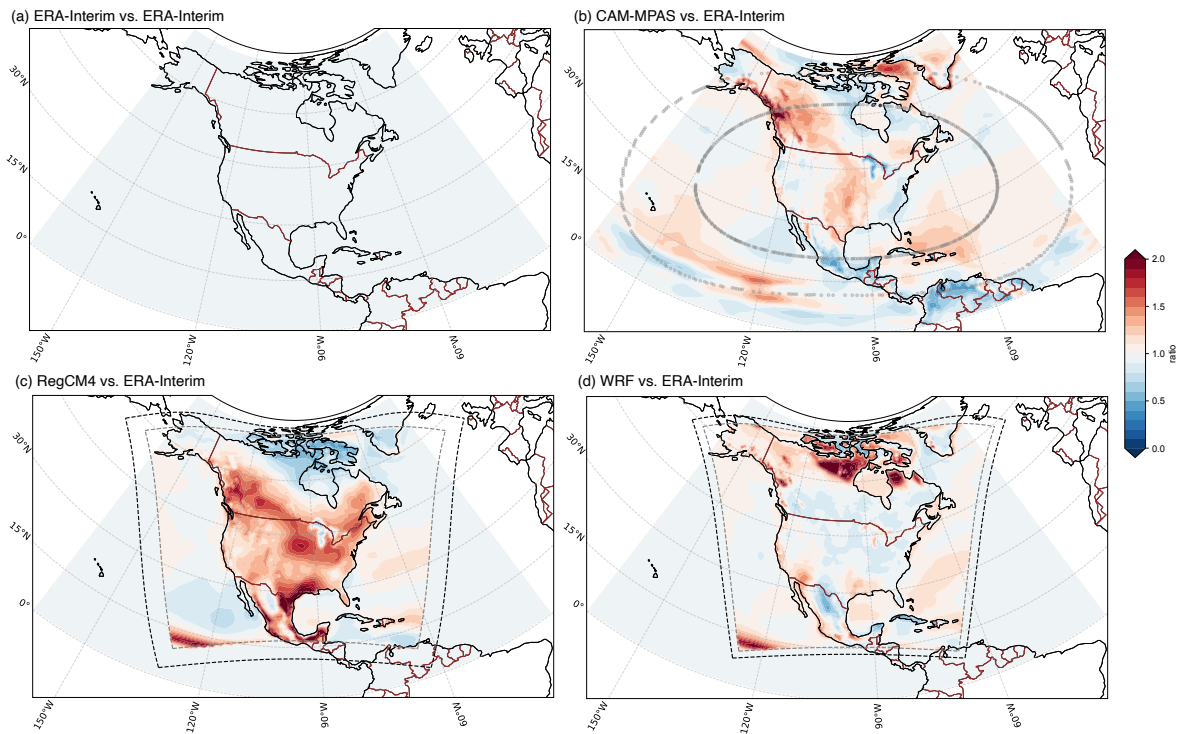 (a) ERA-Interim vs. ERA-Interim
(b) CAM-MPAS vs. ERA-Interim
30°N
15°N
0°
150°W
120°W
90°W
60°W
30°N
15°N
0°
150°W
120°W
90°W
60°W
2.0
1.5
1.0
0.5
0.0
ratio
(c) RegCM4 vs. ERA-Interim
(d) WRF vs. ERA-Interim
30°N
15°N
0°
150°W
120°W
90°W
60°W
30°N
15°N
0°
150°W
120°W
90°W
60°W